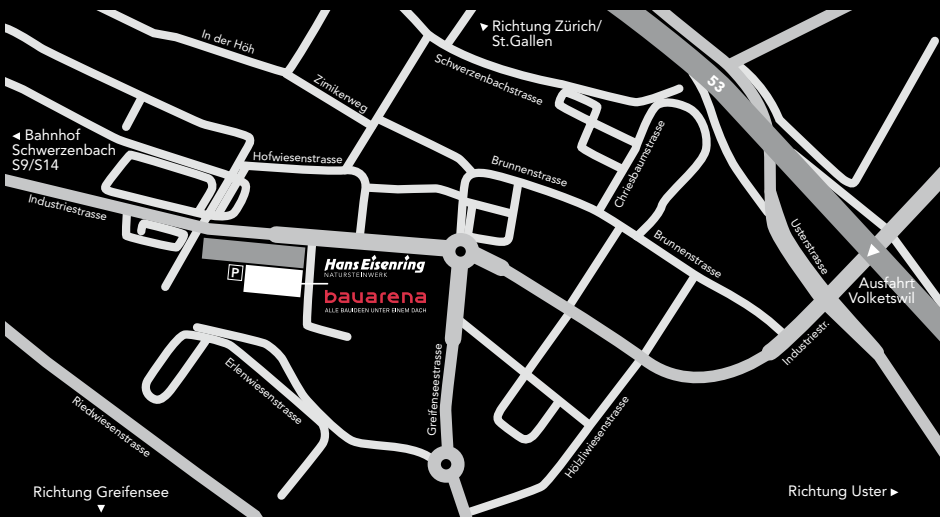 Richtung Zürich/
St.Gallen
In der Höh
Schwerzenbachstrasse
Zimikerweg
53
Bahnhof
Schwerzenbach
S9/S14
Hofwiesenstrasse
Brunnenstrasse
Chriesbaumstrasse
Industriestrasse
Usterstrasse
Brunnenstrasse
P
Hans Eisenring
NATURSTEINWERK
bauarena
ALLE BAUIDEEN UNTER EINEM DACH
Ausfahrt
Volketswil
Industriestr.
Greifenseestrasse
Erlenwiesenstrasse
Riedwiesenstrasse
Hölzliwiesenstrasse
Richtung Greifensee
Richtung Uster